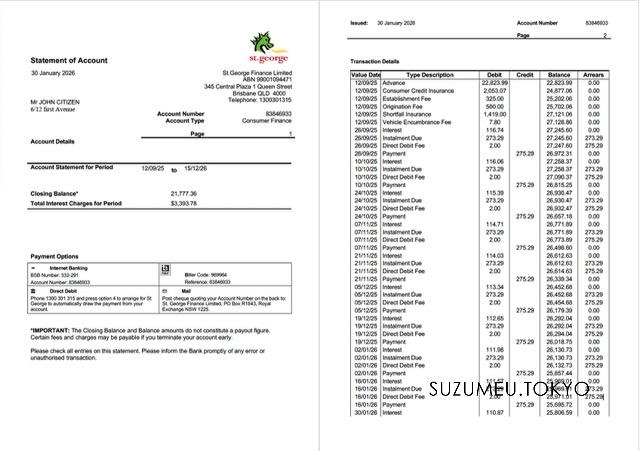 Statement of Account
30 January 2026
st.george
St.George Finance Limited
ABN 99001094471
345 Central Plaza 1 Queen Street
Brisbane QLD 4000
Telephone: 1300301315
Mr JOHN CITIZEN
6/12 first Avenue
Account Number 83846933
Account Type Consumer Finance
Page 1
Account Details
Account Statement for Period 12/09/25 to 15/12/26
Closing Balance* 21,777.36
Total Interest Charges for Period $3,393.78
Payment Options
Internet Banking
BSB Number: 332-291
Account Number: 83846933
Biller Code: 969964
Reference: 83846933
Direct Debit
Phone 1300 301 315 and press option 4 to arrange for St
George to automatically draw the payment from your
account.
Mail
Post cheque quoting your Account Number on the back to:
St. George Finance Limited, PO Box R1843, Royal
Exchange NSW 1225.
*IMPORTANT: The Closing Balance and Balance amounts do not constitute a payout figure.
Certain fees and charges may be payable if you terminate your account early.
Please check all entries on this statement. Please inform the Bank promptly of any error or
unauthorised transaction.
Issued: 30 January 2026 Account Number 83846933
Page 2
Transaction Details
Value Date Type Description Debit Credit Balance Arrears
12/09/25 Advance 22,823.99 22,823.99 0.00
12/09/25 Consumer Credit Insurance 2,053.07 24,877.06 0.00
12/09/25 Establishment Fee 325.00 25,202.06 0.00
12/09/25 Origination Fee 500.00 25,702.06 0.00
12/09/25 Shortfall Insurance 1,419.00 27,121.06 0.00
12/09/25 Vehicle Encumbrance Fee 7.80 27,128.86 0.00
26/09/25 Interest 116.74 27,245.60 0.00
26/09/25 Instalment Due 273.29 27,245.60 273.29
26/09/25 Direct Debit Fee 2.00 27,247.60 275.29
26/09/25 Payment 275.29 26,972.31 0.00
10/10/25 Interest 116.06 27,258.37 0.00
10/10/25 Instalment Due 273.29 27,258.37 273.29
10/10/25 Direct Debit Fee 2.00 27,090.37 275.29
10/10/25 Payment 275.29 26,815.25 0.00
24/10/25 Interest 115.39 26,930.47 0.00
24/10/25 Instalment Due 273.29 26,930.47 273.29
24/10/25 Direct Debit Fee 2.00 26,932.47 275.29
24/10/25 Payment 275.29 26,657.18 0.00
07/11/25 Interest 114.71 26,771.89 0.00
07/11/25 Instalment Due 273.29 26,771.89 273.29
07/11/25 Direct Debit Fee 2.00 26,773.89 275.29
07/11/25 Payment 275.29 26,498.60 0.00
21/11/25 Interest 114.03 26,612.63 0.00
21/11/25 Instalment Due 273.29 26,612.63 273.29
21/11/25 Direct Debit Fee 2.00 26,614.63 275.29
21/11/25 Payment 275.29 26,339.34 0.00
05/12/25 Interest 113.34 26,452.68 0.00
05/12/25 Instalment Due 273.29 26,452.68 273.29
05/12/25 Direct Debit Fee 2.00 26,454.68 275.29
05/12/25 Payment 275.29 26,179.39 0.00
19/12/25 Interest 112.65 26,292.04 0.00
19/12/25 Instalment Due 273.29 26,292.04 273.29
19/12/25 Direct Debit Fee 2.00 26,294.04 275.29
19/12/25 Payment 275.29 26,018.75 0.00
02/01/26 Interest 111.98 26,130.73 0.00
02/01/26 Instalment Due 273.29 26,130.73 273.29
02/01/26 Direct Debit Fee 2.00 26,132.73 275.29
02/01/26 Payment 275.29 25,857.44 0.00
16/01/26 Interest 0.00
16/01/26 Instalment Due 273.29
16/01/26 Direct Debit Fee 2.00 25,971.01 275.29
SUZUMEU.TOKYO
16/01/26 Payment 275.29 25,695.72 0.00
30/01/26 Interest 110.87 25,806.59 0.00